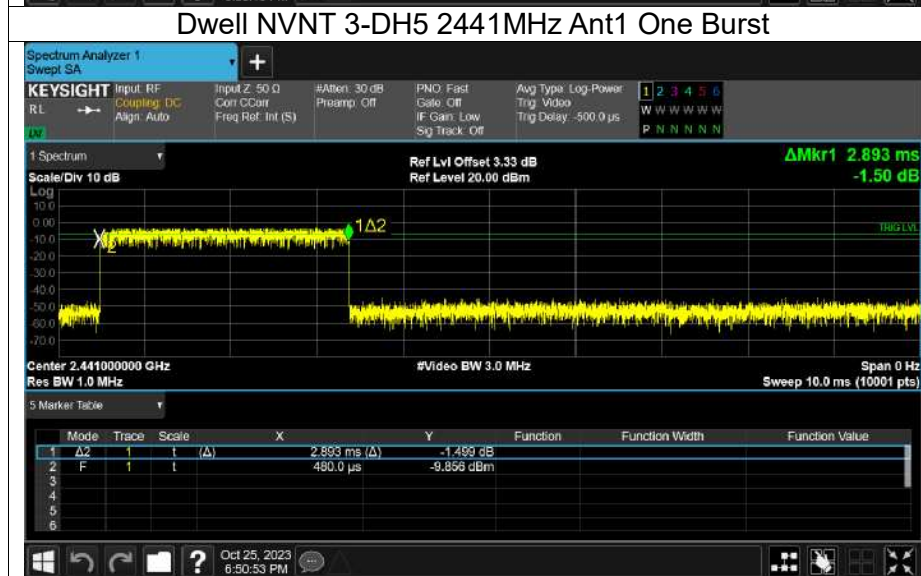 Dwell NVNT 3-DH5 2441MHz Ant1 One Burst
Spectrum Analyzer 1
Swept SA
+
KEYSIGHT Input: RF Input Z: 50 Ω #Atten: 30 dB PNO: Fast Avg Type: Log-Power 1 2 3 4 5 6
RL Coupling: DC Corr CCorr Preamp: Off Gate: Off Trig: Video W W W W W W
Align: Auto Freq Ref: Int (S) IF Gain: Low Trig Delay: -500.0 µs
Sig Track: Off P N N N N N
1 Spectrum Ref Lvl Offset 3.33 dB ΔMkr1 2.893 ms
Scale/Div 10 dB Ref Level 20.00 dBm -1.50 dB
Log
10.0
0.00 1Δ2 TRIG LVL
-10.0 2
-20.0
-30.0
-40.0
-50.0
-60.0
-70.0
Center 2.441000000 GHz #Video BW 3.0 MHz Span 0 Hz
Res BW 1.0 MHz Sweep 10.0 ms (10001 pts)
5 Marker Table
Mode Trace Scale X Y Function Function Width Function Value
1 Δ2 1 t (Δ) 2.893 ms (Δ) -1.499 dB
2 F 1 t 480.0 µs -9.856 dBm
3
4
5
6
? Oct 25, 2023
6:50:53 PM